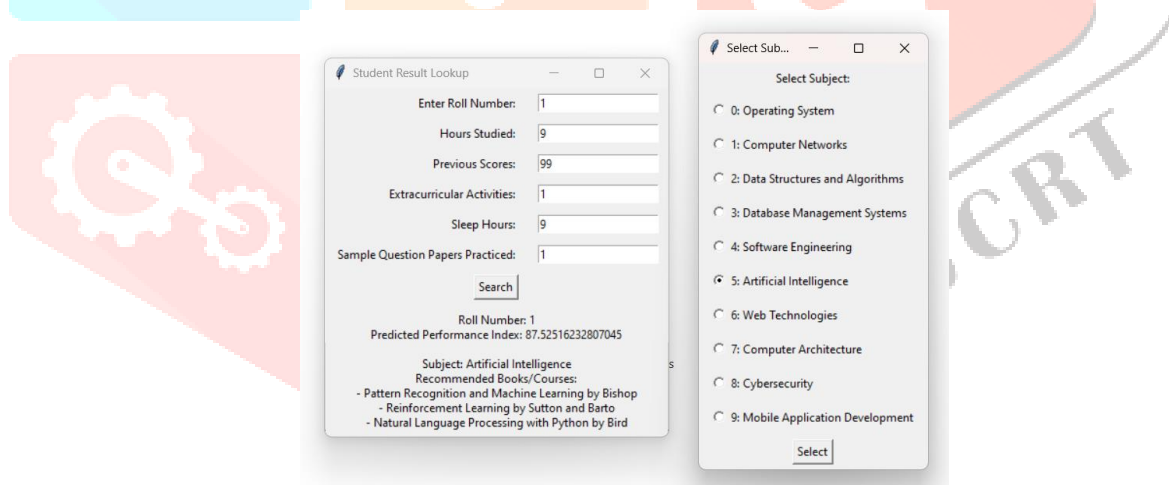 Student Result Lookup
Enter Roll Number: 1
Hours Studied: 9
Previous Scores: 99
Extracurricular Activities: 1
Sleep Hours: 9
Sample Question Papers Practiced: 1
Search
Roll Number: 1
Predicted Performance Index: 87.52516232807045
Subject: Artificial Intelligence
Recommended Books/Courses:
- Pattern Recognition and Machine Learning by Bishop
- Reinforcement Learning by Sutton and Barto
- Natural Language Processing with Python by Bird
s
Select Sub...
Select Subject:
0: Operating System
1: Computer Networks
2: Data Structures and Algorithms
3: Database Management Systems
4: Software Engineering
5: Artificial Intelligence
6: Web Technologies
7: Computer Architecture
8: Cybersecurity
9: Mobile Application Development
Select